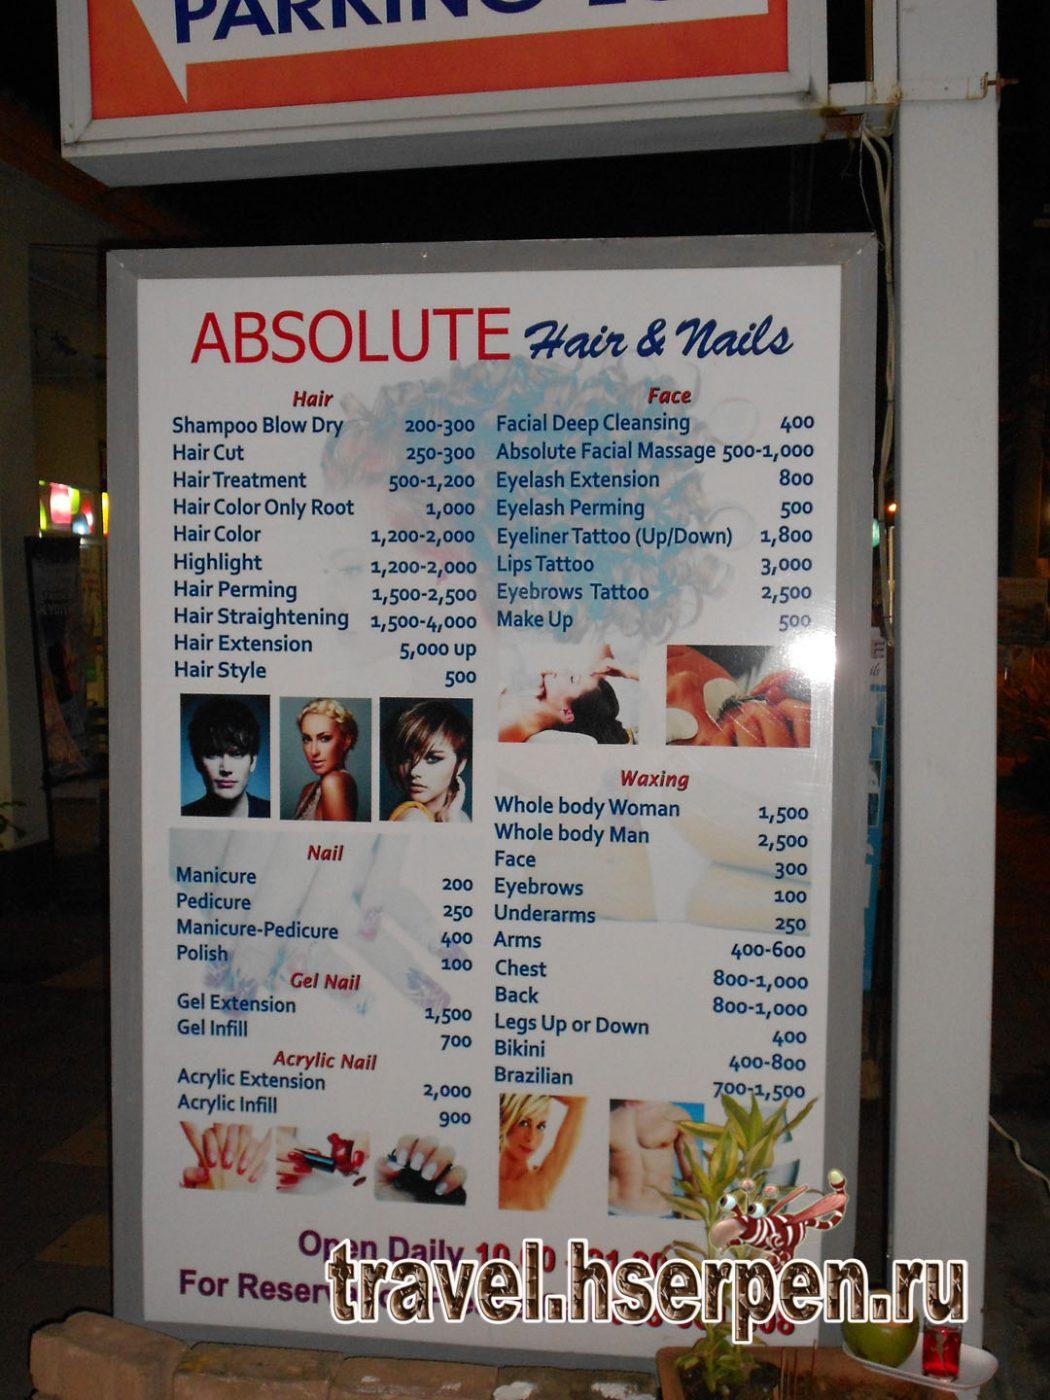 PARKING
ABSOLUTE Hair & Nails
Hair
Shampoo Blow Dry 200-300
Hair Cut 250-300
Hair Treatment 500-1,200
Hair Color Only Root 1,000
Hair Color 1,200-2,000
Highlight 1,200-2,000
Hair Perming 1,500-2,500
Hair Straightening 1,500-4,000
Hair Extension 5,000 up
Hair Style 500
Nail
Manicure 200
Pedicure 250
Manicure-Pedicure 400
Polish 100
Gel Nail
Gel Extension 1,500
Gel Infill 700
Acrylic Nail
Acrylic Extension 2,000
Acrylic Infill 900
Face
Facial Deep Cleansing 400
Absolute Facial Massage 500-1,000
Eyelash Extension 800
Eyelash Perming 500
Eyeliner Tattoo (Up/Down) 1,800
Lips Tattoo 3,000
Eyebrows Tattoo 2,500
Make Up 500
Waxing
Whole body Woman 1,500
Whole body Man 2,500
Face 300
Eyebrows 100
Underarms 250
Arms 400-600
Chest 800-1,000
Back 800-1,000
Legs Up or Down 400
Bikini 400-800
Brazilian 700-1,500
Open Daily
For
travel.hserpen.ru